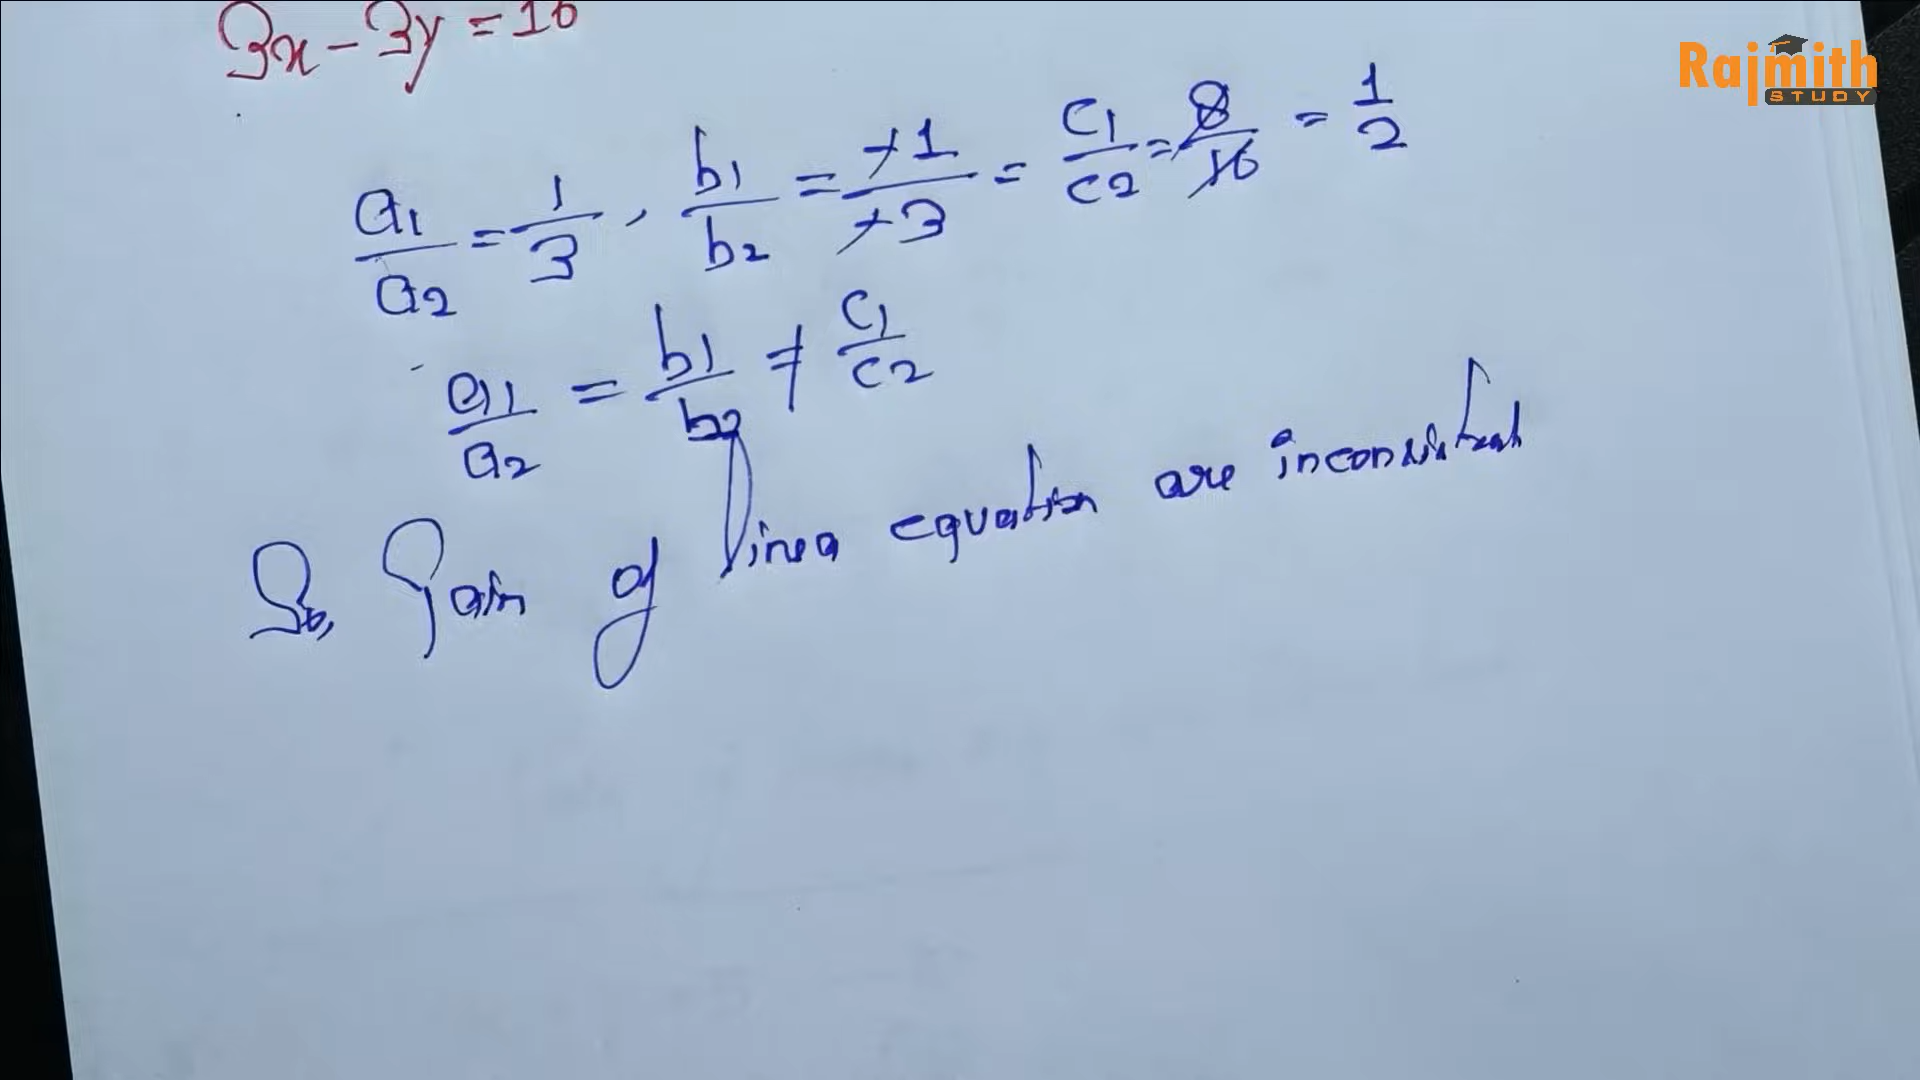 3x - 3y = 16
Rajmith
STUDY
a1/a2 = 1/3, b1/b2 = -1/-3 = c1/c2 = 8/16 = 1/2
a1/a2 = b1/b2 ≠ c1/c2
So, Pair of linea equation are inconsistent